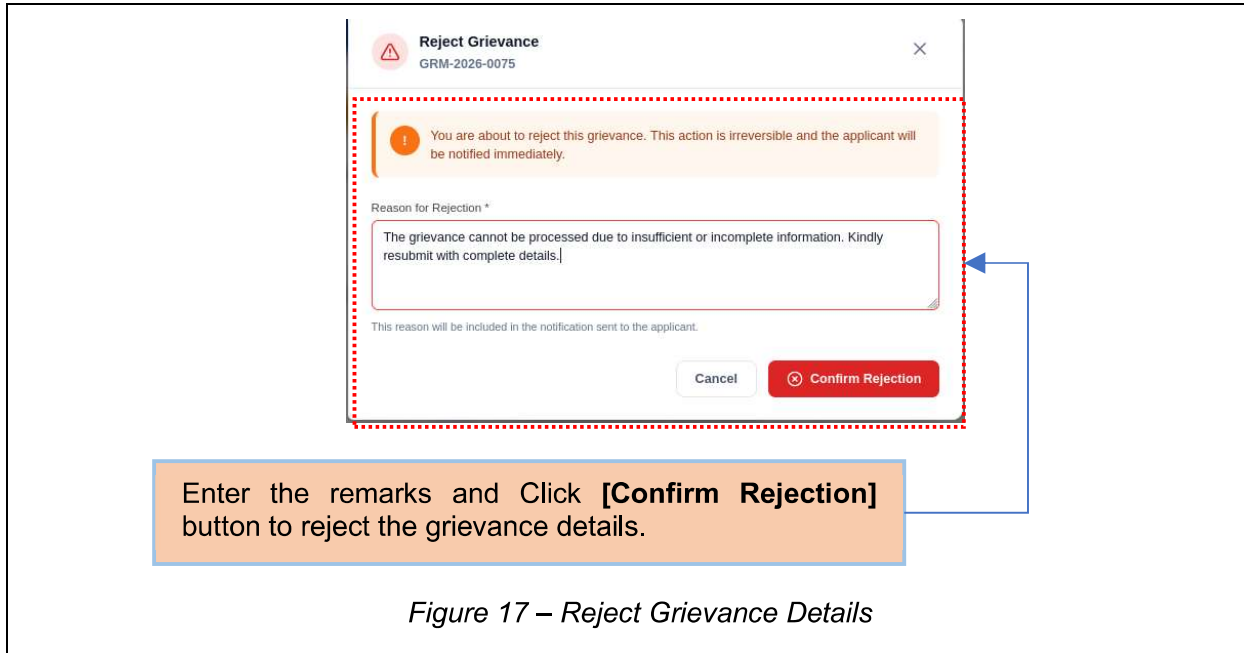 Reject Grievance
GRM-2026-0075
You are about to reject this grievance. This action is irreversible and the applicant will
be notified immediately.
Reason for Rejection *
The grievance cannot be processed due to insufficient or incomplete information. Kindly
resubmit with complete details.
This reason will be included in the notification sent to the applicant.
Cancel
Confirm Rejection
Enter the remarks and Click [Confirm Rejection]
button to reject the grievance details.
Figure 17 – Reject Grievance Details